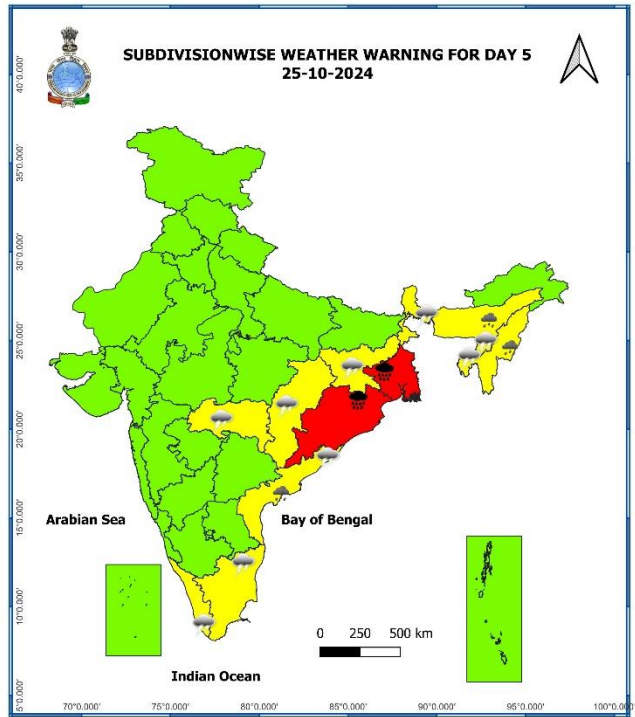 SUBDIVISIONWISE WEATHER WARNING FOR DAY 5
25-10-2024
40°0.000'
35°0.000'
30°0.000'
25°0.000'
20°0.000'
15°0.000'
10°0.000'
5°0.000'
Arabian Sea
Bay of Bengal
0 250 500 km
Indian Ocean
70°0.000' 75°0.000' 80°0.000' 85°0.000' 90°0.000' 95°0.000' 100°0.000'